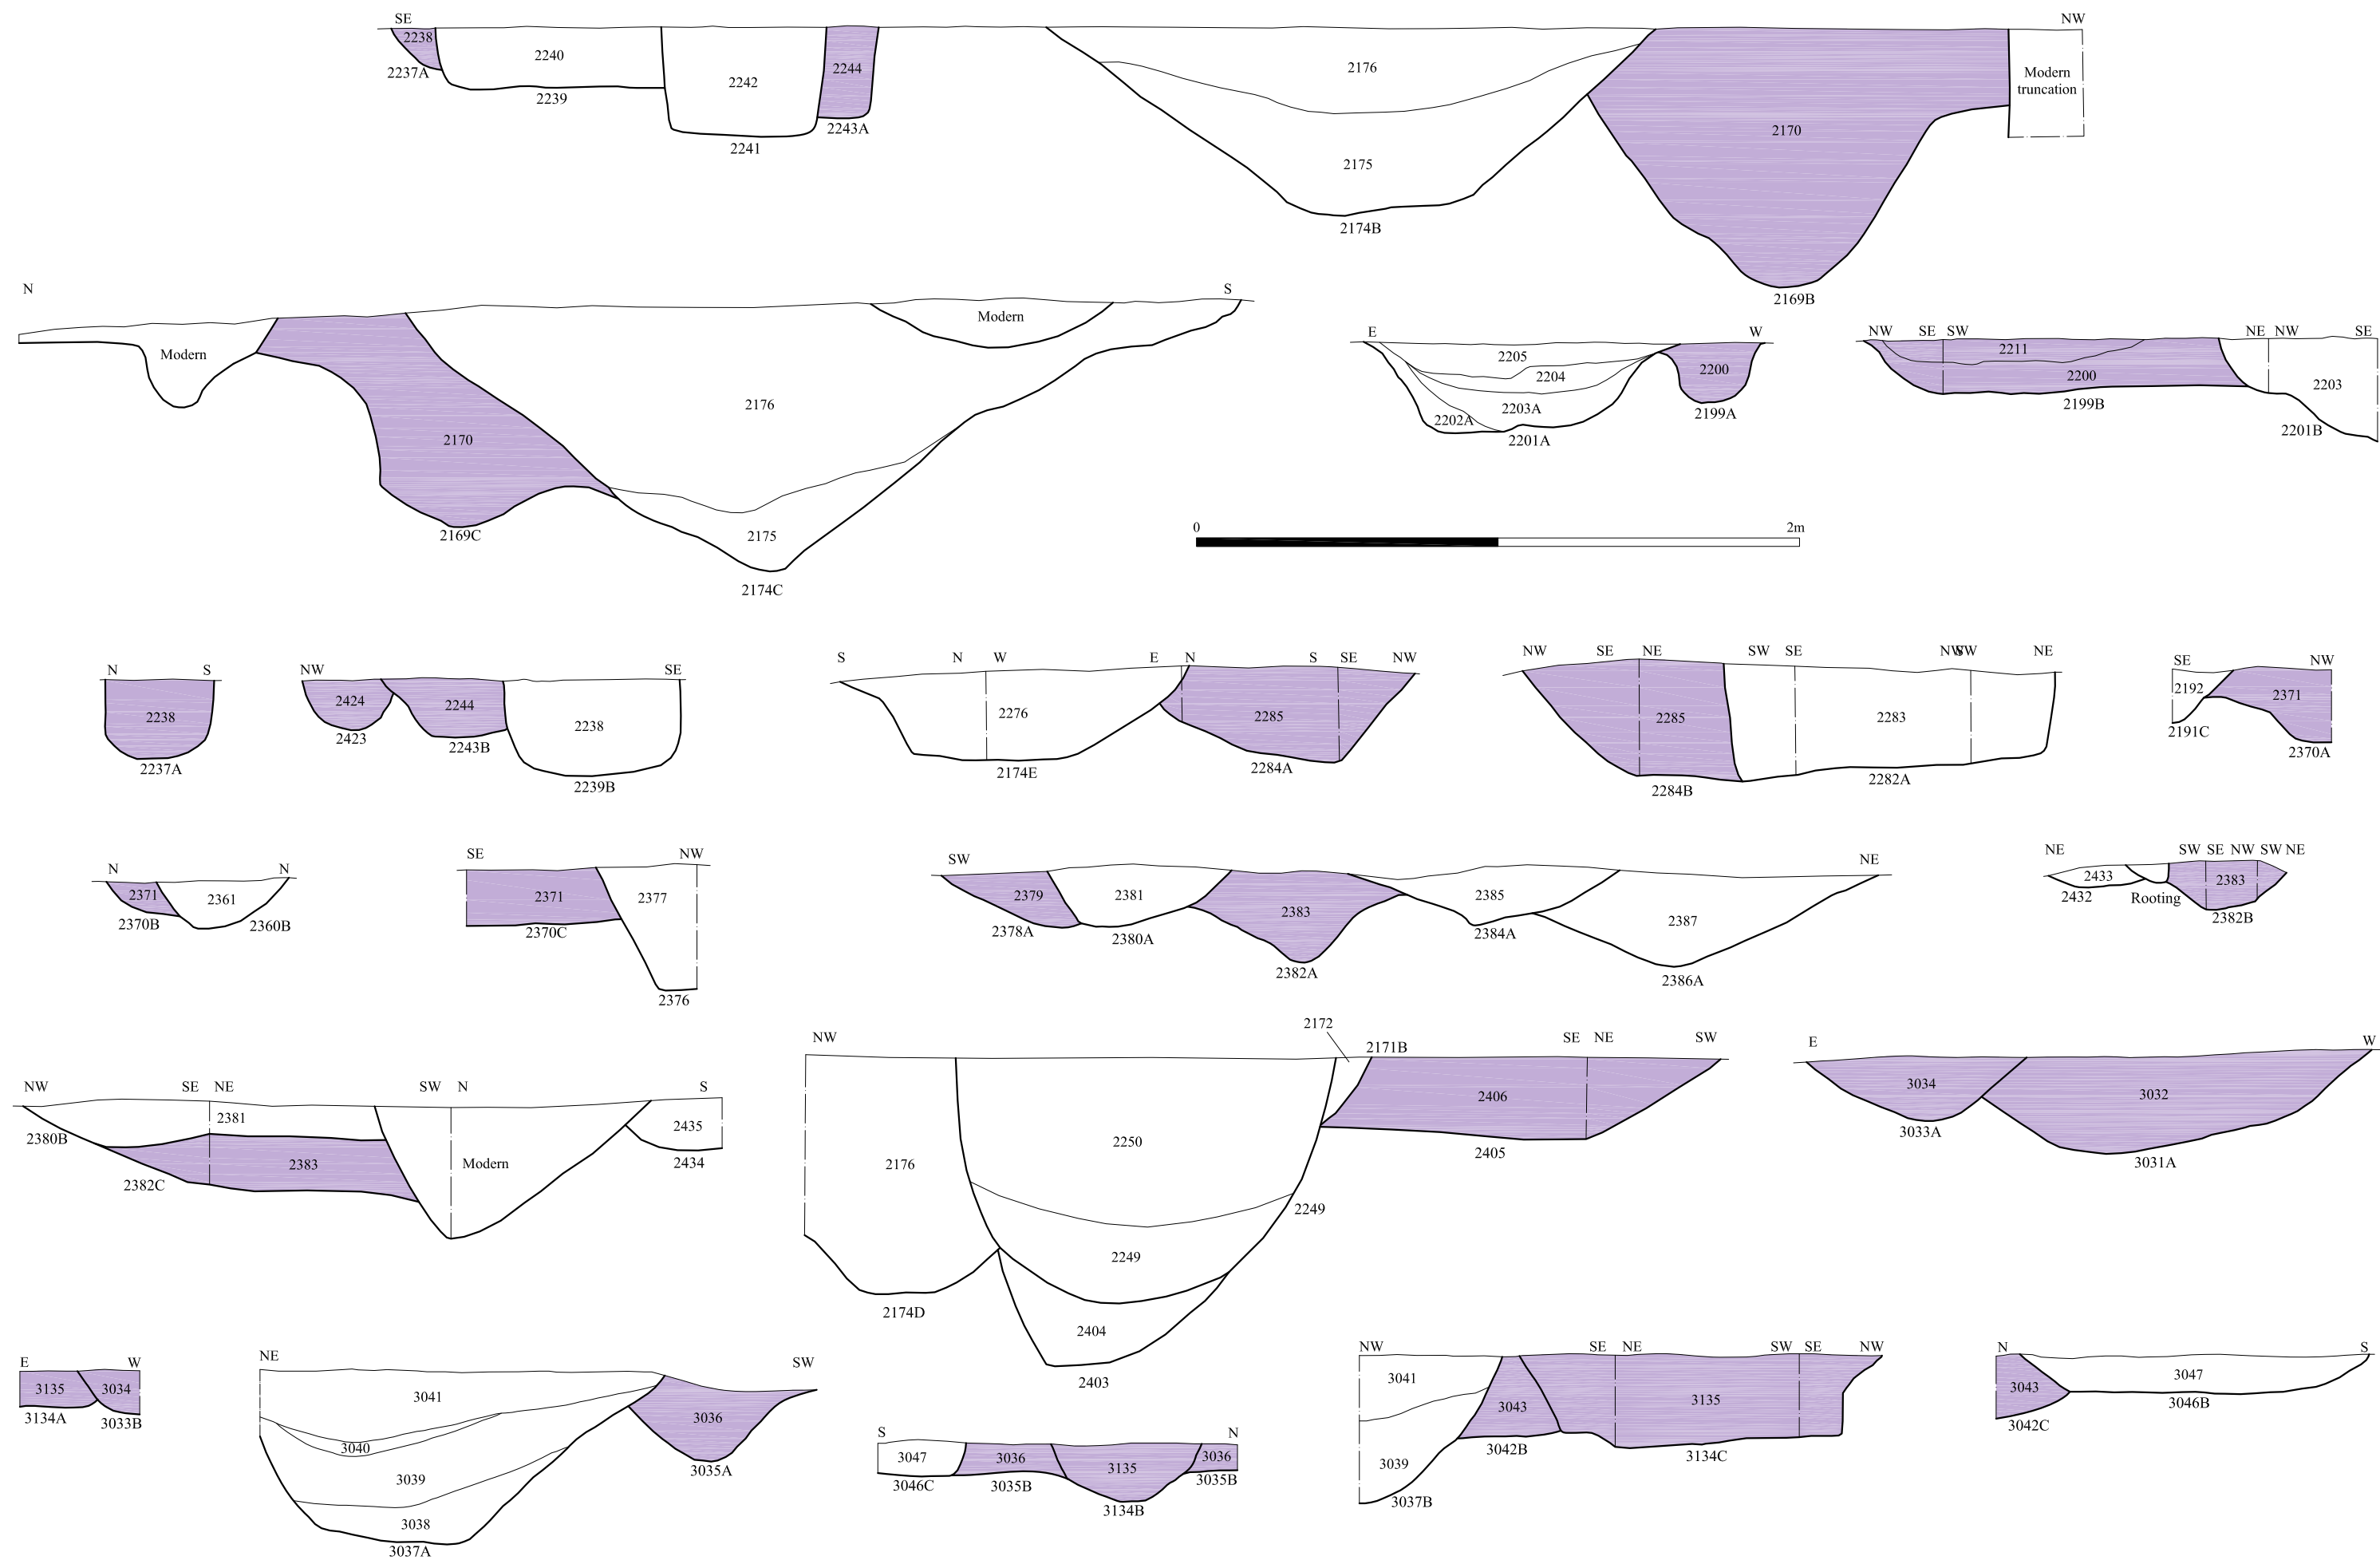 SE NW
2238 2240 2242 2244 2176 2170 Modern
truncation
2237A 2239 2241 2243A 2175
2174B 2169B
N S
Modern Modern
2170 2176
2175
2169C 2174C
E W
2205
2204
2203A
2202A 2200
2201A 2199A
NW SE SW NE NW SE
2211
2200 2203
2199B 2201B
0 2m
N S
2238
2237A
NW SE
2424 2244 2238
2423 2243B 2239B
S N W E N S SE NW
2276 2285
2174E 2284A
NW SE NE SW SE NW SW NE
2285 2283
2284B 2282A
SE NW
2192 2371
2191C 2370A
N N
2371 2361
2370B 2360B
SE NW
2371 2377
2370C 2376
SW NE
2379 2381 2383 2385 2387
2378A 2380A 2382A 2384A 2386A
NE SW SE NW SW NE
2433 2383
2432 Rooting 2382B
NW SE NE SW N S
2381 2435
2380B 2383 Modern 2434
2382C
NW 2172 2171B SE NE SW
2406
2250
2176 2405
2249
2249
2174D 2404
2403
E W
3034 3032
3033A 3031A
E W
3135 3034
3134A 3033B
NE SW
3041
3040 3036
3039 3035A
3038
3037A
S N
3047 3036 3135 3036
3046C 3035B 3134B 3035B
NW SE NE SW SE NW
3041
3043 3135
3039 3042B 3134C
3037B
N S
3043 3047
3042C 3046B